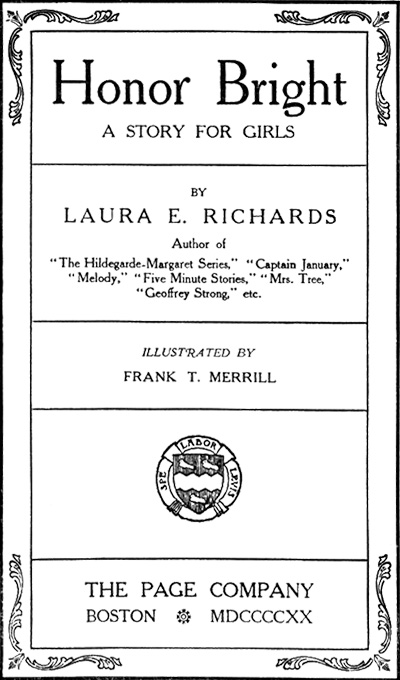 Honor Bright
A STORY FOR GIRLS
BY
LAURA E. RICHARDS
Author of
"The Hildegarde-Margaret Series," "Captain January,"
"Melody," "Five Minute Stories," "Mrs. Tree,"
"Geoffrey Strong," etc.
ILLUSTRATED BY
FRANK T. MERRILL
SPE LABOR LEVIS
THE PAGE COMPANY
BOSTON MDCCCCXX